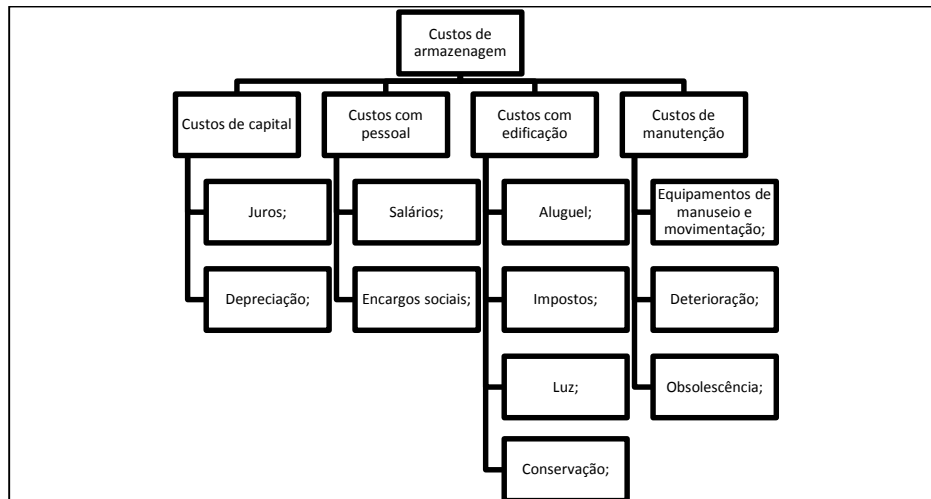 Custos de
armazenagem
Custos de capital
Custos com
pessoal
Custos com
edificação
Custos de
manutenção
Juros;
Salários;
Aluguel;
Equipamentos de
manuseio e
movimentação;
Depreciação;
Encargos sociais;
Impostos;
Deterioração;
Luz;
Obsolescência;
Conservação;